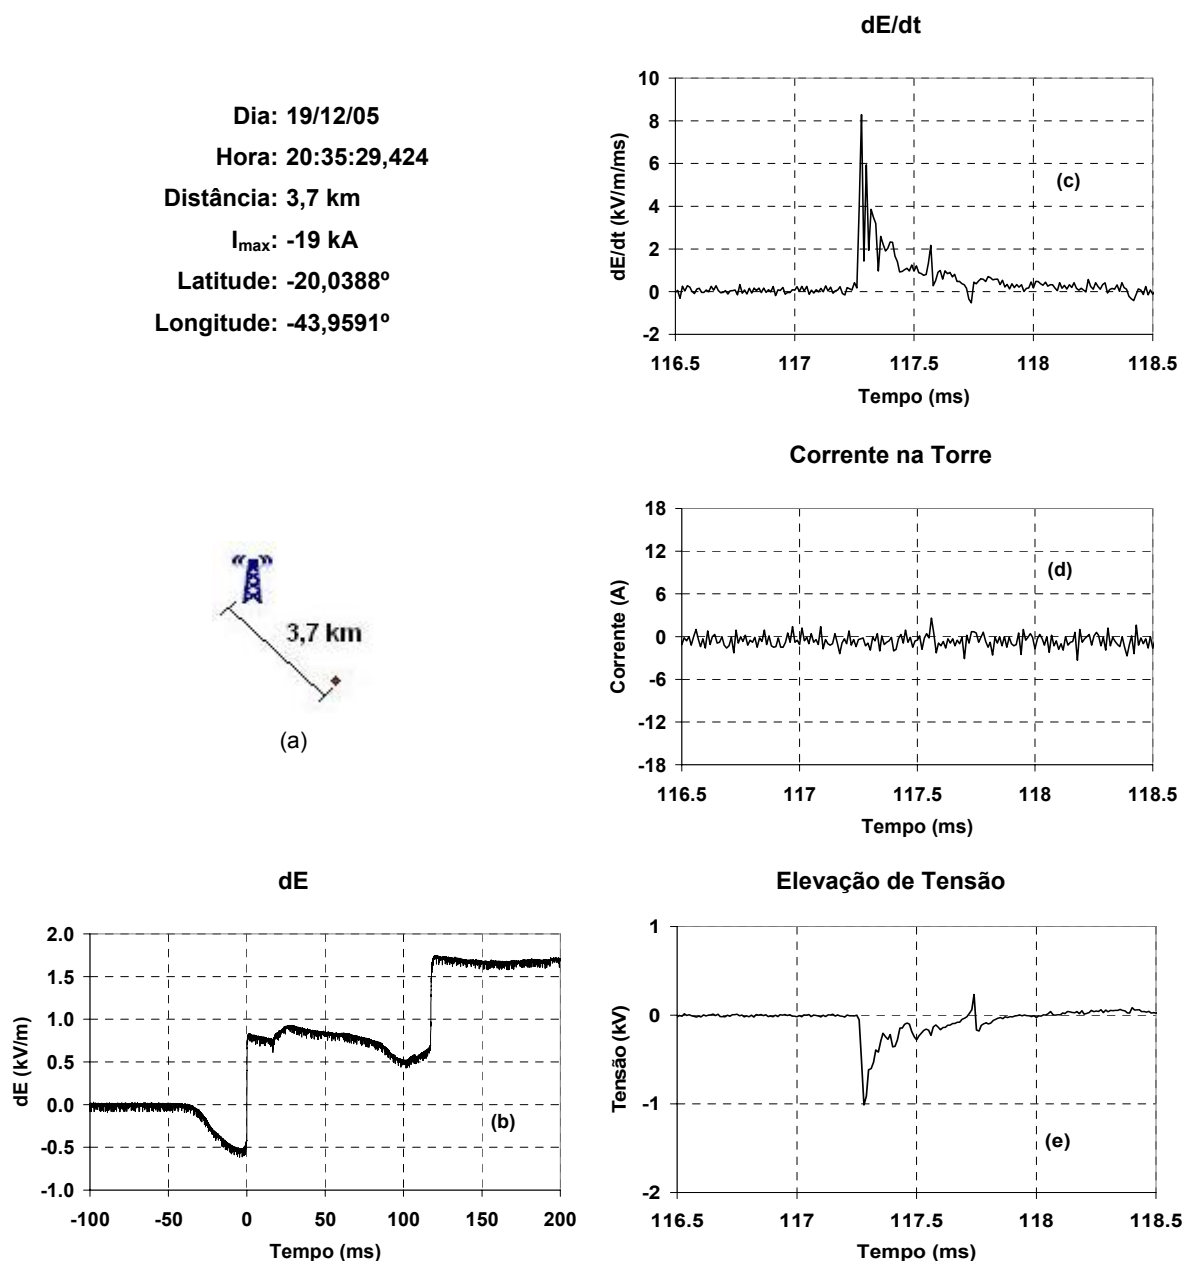 Dia: 19/12/05
Hora: 20:35:29,424
Distância: 3,7 km
Imax: -19 kA
Latitude: -20,0388º
Longitude: -43,9591º
3,7 km
(a)
dE/dt
10
8
6
4
2
0
-2
dE/dt (kV/m/ms)
(c)
116.5 117 117.5 118 118.5
Tempo (ms)
Corrente na Torre
18
12
6
0
-6
-12
-18
Corrente (A)
(d)
116.5 117 117.5 118 118.5
Tempo (ms)
dE
2.0
1.5
1.0
0.5
0.0
-0.5
-1.0
dE (kV/m)
(b)
-100 -50 0 50 100 150 200
Tempo (ms)
Elevação de Tensão
1
0
-1
-2
Tensão (kV)
(e)
116.5 117 117.5 118 118.5
Tempo (ms)